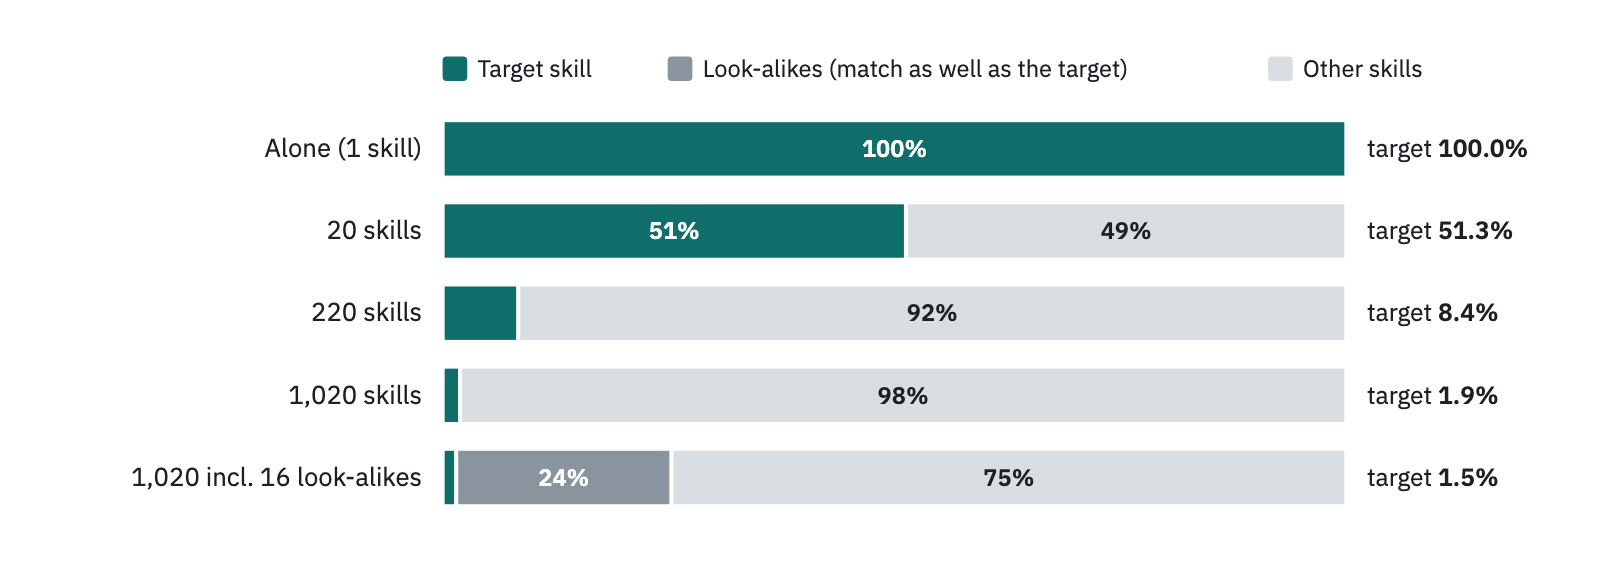 Target skill Look-alikes (match as well as the target) Other skills
Alone (1 skill) 100% target 100.0%
20 skills 51% 49% target 51.3%
220 skills 92% target 8.4%
1,020 skills 98% target 1.9%
1,020 incl. 16 look-alikes 24% 75% target 1.5%